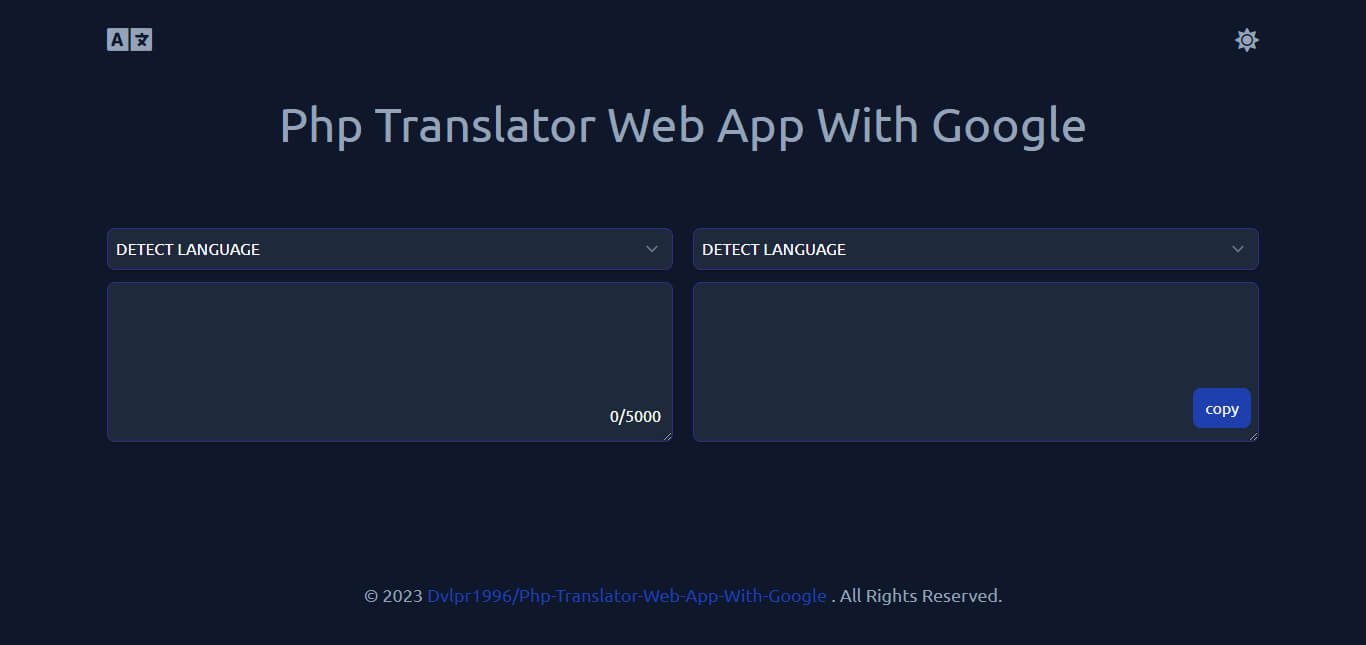 A 文
Php Translator Web App With Google
DETECT LANGUAGE
DETECT LANGUAGE
0/5000
copy
© 2023 Dvlpr1996/Php-Translator-Web-App-With-Google . All Rights Reserved.